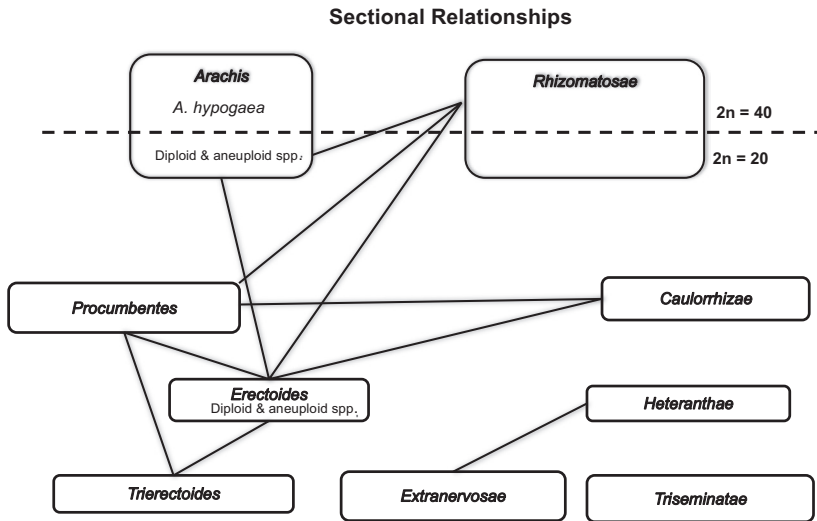 Sectional Relationships
Arachis
A. hypogaea
Diploid & aneuploid spp.
Rhizomatosae
2n = 40
2n = 20
Procumbentes
Caulorrhizae
Erectoides
Diploid & aneuploid spp.
Heteranthae
Trierectoides
Extranervosae
Triseminatae